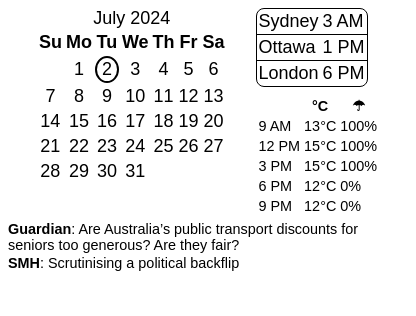 July 2024
Su Mo Tu We Th Fr Sa
1 2 3 4 5 6
7 8 9 10 11 12 13
14 15 16 17 18 19 20
21 22 23 24 25 26 27
28 29 30 31
Sydney 3 AM
Ottawa 1 PM
London 6 PM
°C ☂
9 AM 13°C 100%
12 PM 15°C 100%
3 PM 15°C 100%
6 PM 12°C 0%
9 PM 12°C 0%
Guardian: Are Australia’s public transport discounts for
seniors too generous? Are they fair?
SMH: Scrutinising a political backflip